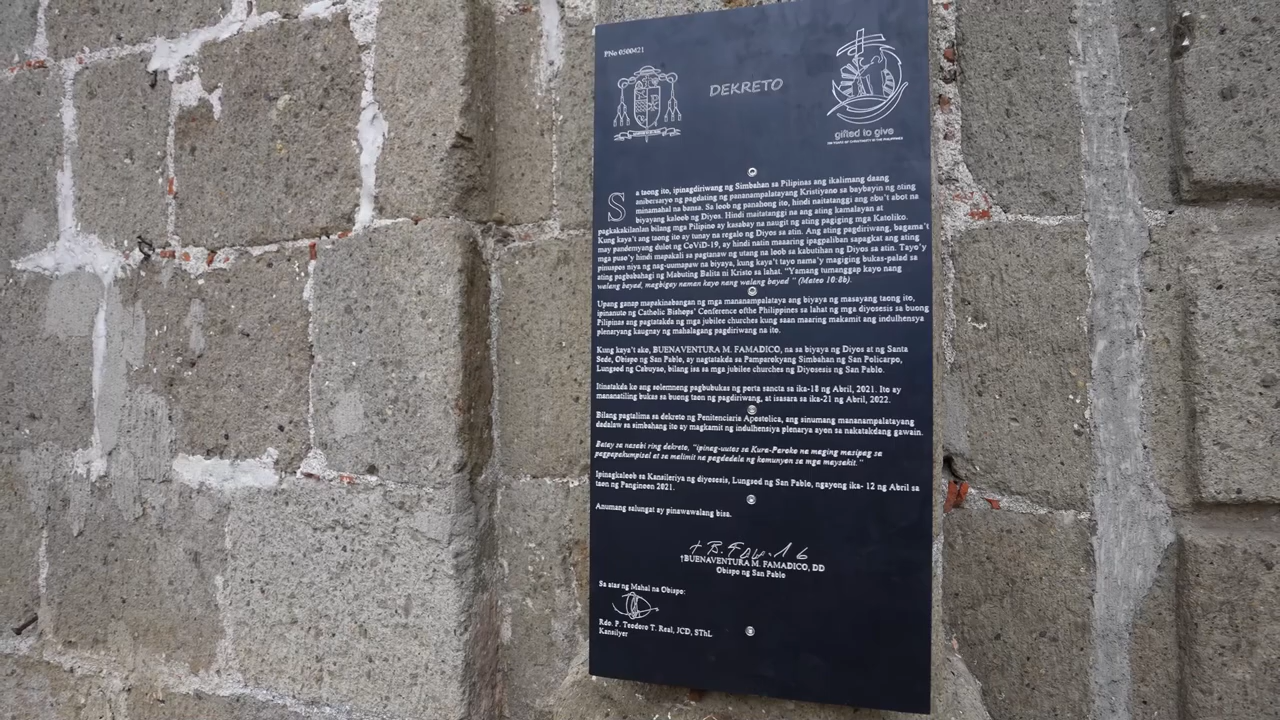 PNo 0300M21
DEKRETO
gifted to give
500 YEARS OF CHRISTIANITY IN THE PHILIPPINES
Sa taong ito, ipinagdiriwang ng Simbahan sa Pilipinas ang ikalimang daang
anibersaryo ng pagdating ng pananampalatayang Kristiyano sa baybayin ng ating
minamahal na bansa. Sa loob ng panahong ito, hindi naitatanggi ang abu't abot na
biyayang kaloob ng Diyos. Hindi maitatanggi na ang ating kamalayan at
pagkakakilanlan bilang mga Pilipino ay kasabay na naugit ng ating pagiging mga Katoliko.
Kung kaya't ang taong ito ay tunay na regalo ng Diyos sa atin. Ang ating pagdiriwang, bagama't
may pandemyang dulot ng CoViD-19, ay hindi natin maaring ipagpaliban sapagkat ang ating
mga puso'y hindi mapakali sa pagtanaw ng utang na loob sa kabutihan ng Diyos sa atin. Tayo'y
pinuspos niya ng nag-uumapaw na biyaya, kung kaya't tayo nama'y magiging bukas-palad sa
ating pagbabahagi ng Mabuting Balita ni Kristo sa lahat. "Yamang tumanggap kayo nang
walang bayad, magbigay naman kayo nang walang bayad " (Mateo 10:8b).
Upang ganap mapakinabangan ng mga mananampalataya ang biyaya ng masayang taong ito,
ipinanuto ng Catholic Bishops' Conference ofthe Philippines sa lahat ng mga diyosesis sa buong
Pilipinas ang pagtatakda ng mga jubilee churches kung saan maaring makamit ang indulhensya
plenaryang kaugnay ng mahalagang pagdiriwang na ito.
Kung kaya't ako, BUENAVENTURA M. FAMADICO, na sa biyaya ng Diyos at ng Santa
Sede, Obispo ng San Pablo, ay nagtatakda sa Pamparokyang Simbahan ng San Policarpo,
Lungsod ng Cabuyao, bilang isa sa mga jubilee churches ng Diyosesis ng San Pablo.
Itinatakda ko ang solemneng pagbubukas ng porta sancta sa ika-18 ng Abril, 2021. Ito ay
mananatiling bukas sa buong taon ng pagdiriwang, at isasara sa ika-21 ng Abril, 2022.
Bilang pagtalima sa dekreto ng Penitenciaria Apostolica, ang sinumang mananampalatayang
dadalaw sa simbahang ito ay magkamit ng indulhensiya plenarya ayon sa nakatakdang gawain.
Batay sa nasabi ring dekreto, "ipinag-uutos sa Kura-Paroko na maging masipag sa
pagpapakumpisal at sa malimit na pagdadala ng komunyon sa mga maysakit."
Ipinagkaloob sa Kansileriya ng diyosesis, Lungsod ng San Pablo, ngayong ika- 12 ng Abril sa
taon ng Panginoon 2021.
Anumang salungat ay pinawawalang bisa.
†BUENAVENTURA M. FAMADICO, DD
Obispo ng San Pablo
Sa atas ng Mahal na Obispo:
Rdo. P. Teodoro T. Real, JCD, SThL
Kansilyer